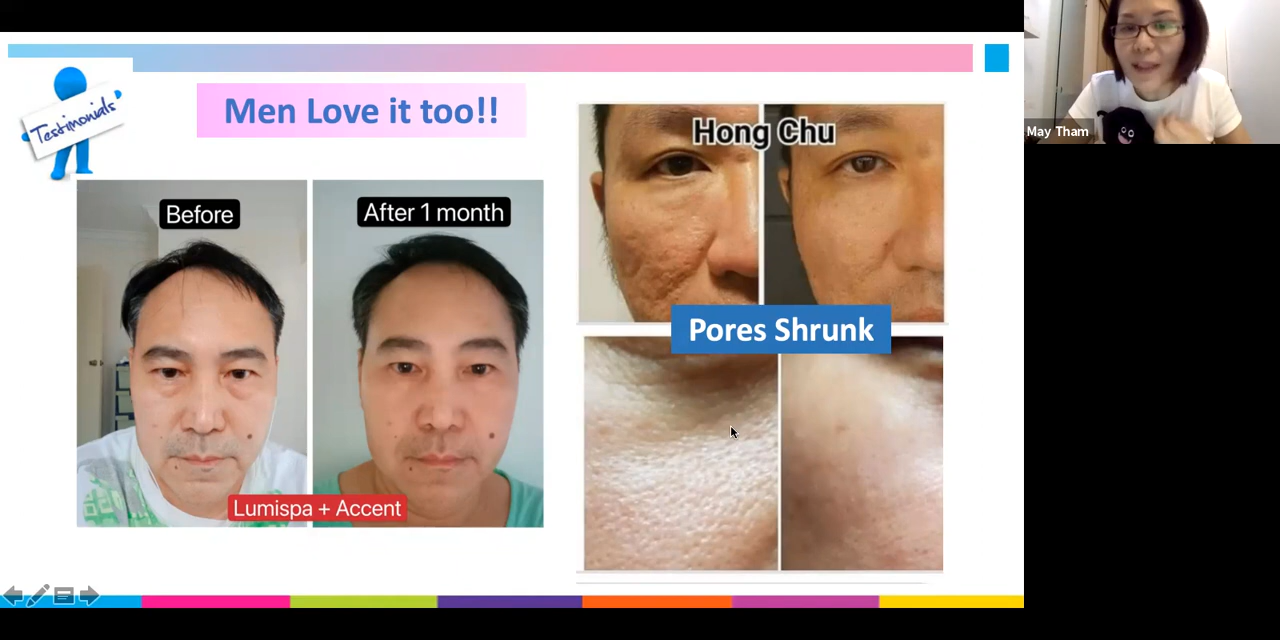 Testimonials
Men Love it too!!
Before
After 1 month
Lumispa + Accent
Hong Chu
Pores Shrunk
May Tham